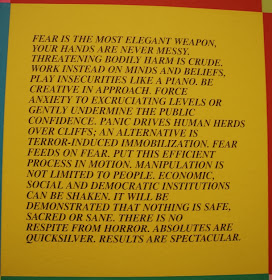 FEAR IS THE MOST ELEGANT WEAPON,
YOUR HANDS ARE NEVER MESSY.
THREATENING BODILY HARM IS CRUDE.
WORK INSTEAD ON MINDS AND BELIEFS,
PLAY INSECURITIES LIKE A PIANO. BE
CREATIVE IN APPROACH. FORCE
ANXIETY TO EXCRUCIATING LEVELS OR
GENTLY UNDERMINE THE PUBLIC
CONFIDENCE. PANIC DRIVES HUMAN HERDS
OVER CLIFFS; AN ALTERNATIVE IS
TERROR-INDUCED IMMOBILIZATION. FEAR
FEEDS ON FEAR. PUT THIS EFFICIENT
PROCESS IN MOTION. MANIPULATION IS
NOT LIMITED TO PEOPLE. ECONOMIC,
SOCIAL AND DEMOCRATIC INSTITUTIONS
CAN BE SHAKEN. IT WILL BE
DEMONSTRATED THAT NOTHING IS SAFE,
SACRED OR SANE. THERE IS NO
RESPITE FROM HORROR. ABSOLUTES ARE
QUICKSILVER. RESULTS ARE SPECTACULAR.